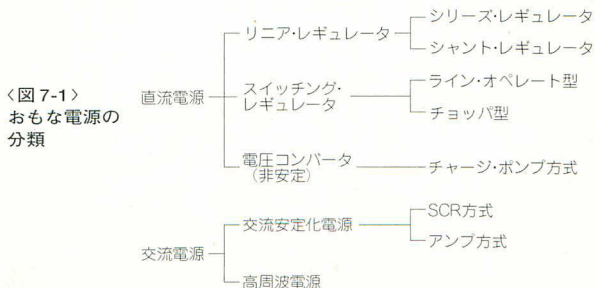 〈図7-1〉
おもな電源の
分類
直流電源
リニア・レギュレータ
シリーズ・レギュレータ
シャント・レギュレータ
スイッチング・
レギュレータ
ライン・オペレート型
チョッパ型
電圧コンバータ
(非安定)
チャージ・ポンプ方式
交流電源
交流安定化電源
SCR方式
アンプ方式
高周波電源